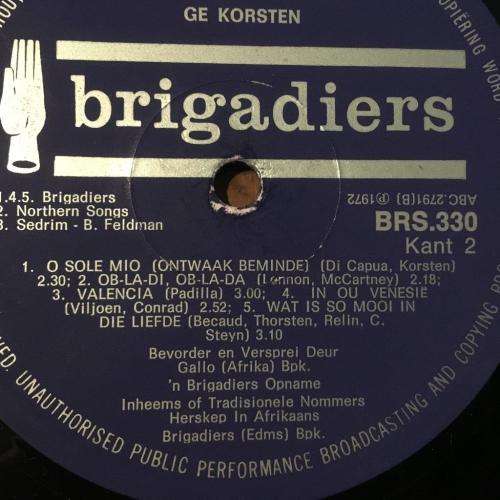 GE KORSTEN
brigadiers
1.4.5. Brigadiers
2. Northern Songs
3. Sedrim - B. Feldman
ABC.2791(B) Ⓟ1972
BRS.330
Kant 2
1. O SOLE MIO (ONTWAAK BEMINDE) (Di Capua, Korsten)
2.30; 2. OB-LA-DI, OB-LA-DA (Lennon, McCartney) 2.18;
3. VALENCIA (Padilla) 3.00; 4. IN OU VENESIË
(Viljoen, Conrad) 2.52; 5. WAT IS SO MOOI IN
DIE LIEFDE (Becaud, Thorsten, Relin, C.
Steyn) 3.10
Bevorder en Versprei Deur
Gallo (Afrika) Bpk.
'n Brigadiers Opname
Inheems of Tradisionele Nommers
Herskep In Afrikaans
Brigadiers (Edms) Bpk.
UNAUTHORISED PUBLIC PERFORMANCE BROADCASTING AND COPYING